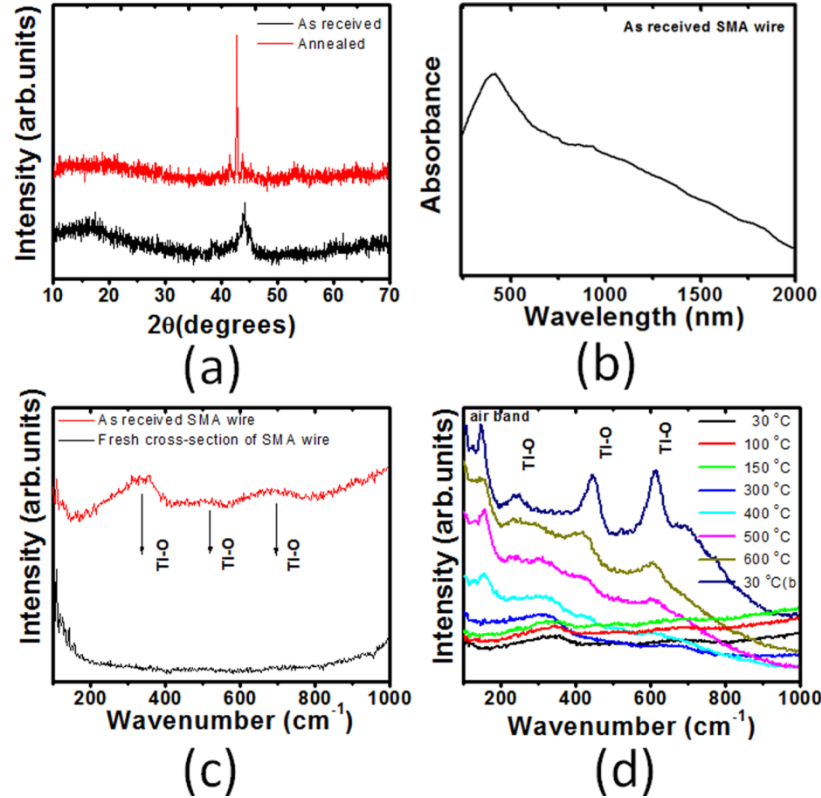 As received
Annealed
Intensity (arb.units)
10 20 30 40 50 60 70
2θ(degrees)
(a)
As received SMA wire
Absorbance
500 1000 1500 2000
Wavelength (nm)
(b)
As received SMA wire
Fresh cross-section of SMA wire
Intensity (arb.units)
Ti-O
Ti-O
Ti-O
200 400 600 800 1000
Wavenumber (cm⁻¹)
(c)
air band
Ti-O
Ti-O
Ti-O
30 °C
100 °C
150 °C
300 °C
400 °C
500 °C
600 °C
30 °C(b
Intensity (arb.units)
200 400 600 800 1000
Wavenumber (cm⁻¹)
(d)